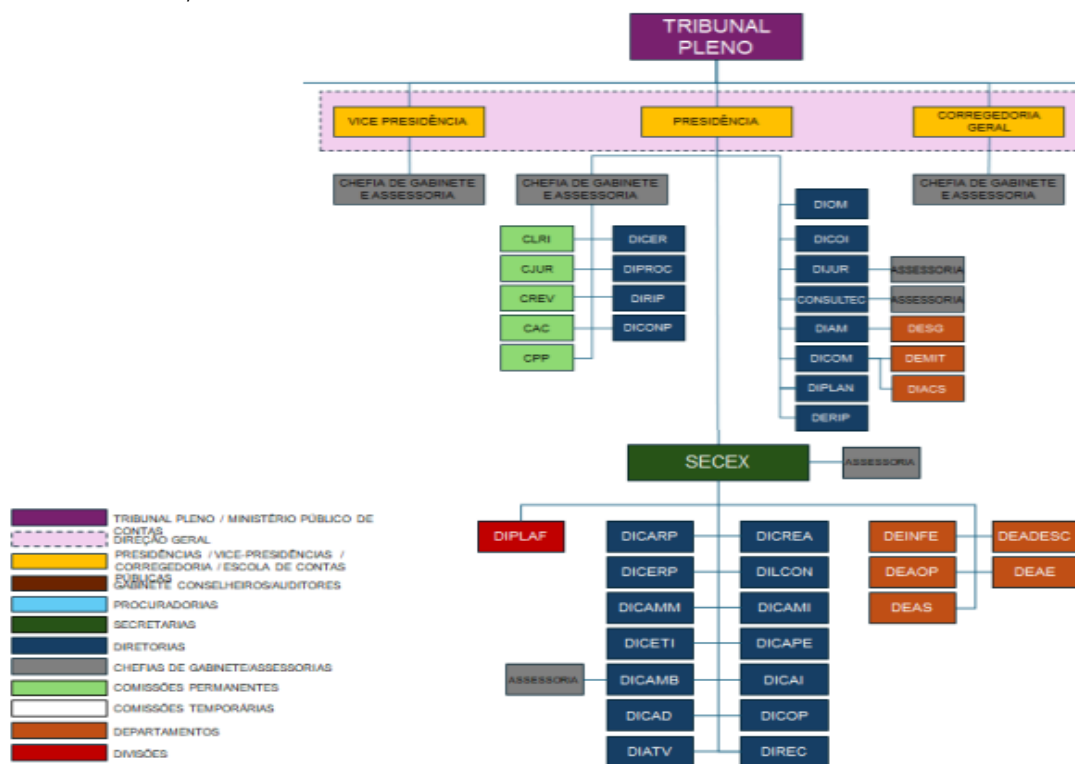 TRIBUNAL
PLENO
VICE PRESIDÊNCIA
PRESIDÊNCIA
CORREGEDORIA
GERAL
CHEFIA DE GABINETE
E ASSESSORIA
CHEFIA DE GABINETE
E ASSESSORIA
CHEFIA DE GABINETE
E ASSESSORIA
CLRI
DICER
CJUR
DIPROC
CREV
DIRIP
CAC
DICONP
CPP
DIOM
DICOI
DIJUR
ASSESSORIA
CONSULTEC
ASSESSORIA
DIAM
DESG
DICOM
DEMIT
DIPLAN
DIACS
DERIP
SECEX
ASSESSORIA
DIPLAF
DICARP
DICREA
DEINFE
DEADESC
DICERP
DILCON
DEAOP
DEAE
DICAMM
DICAMI
DEAS
DICETI
DICAPE
ASSESSORIA
DICAMB
DICAI
DICAD
DICOP
DIATV
DIREC
TRIBUNAL PLENO / MINISTÉRIO PÚBLICO DE
CONTAS
DIREÇÃO GERAL
PRESIDÊNCIAS / VICE-PRESIDÊNCIAS /
CORREGEDORIA / ESCOLA DE CONTAS
PÚBLICAS
GABINETE CONSELHEIROS/AUDITORES
PROCURADORIAS
SECRETARIAS
DIRETORIAS
CHEFIAS DE GABINETE/ASSESSORIAS
COMISSÕES PERMANENTES
COMISSÕES TEMPORÁRIAS
DEPARTAMENTOS
DIVISÕES